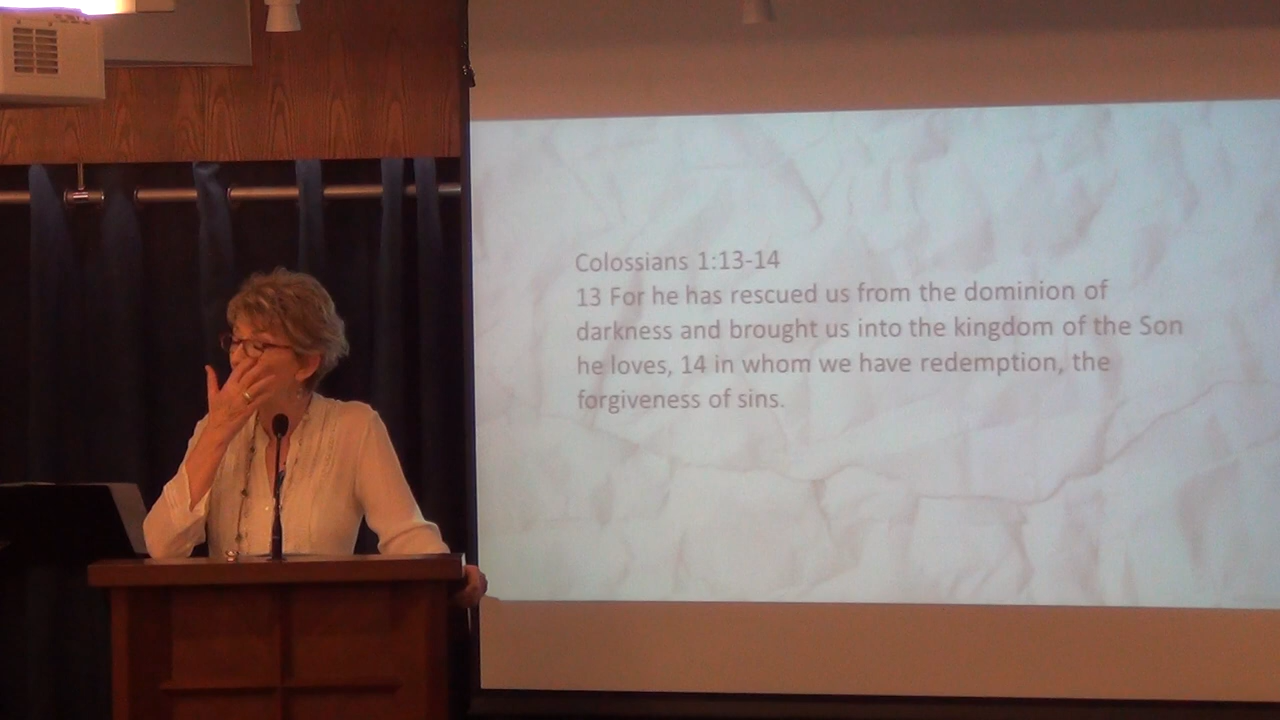 Colossians 1:13-14
13 For he has rescued us from the dominion of
darkness and brought us into the kingdom of the Son
he loves, 14 in whom we have redemption, the
forgiveness of sins.